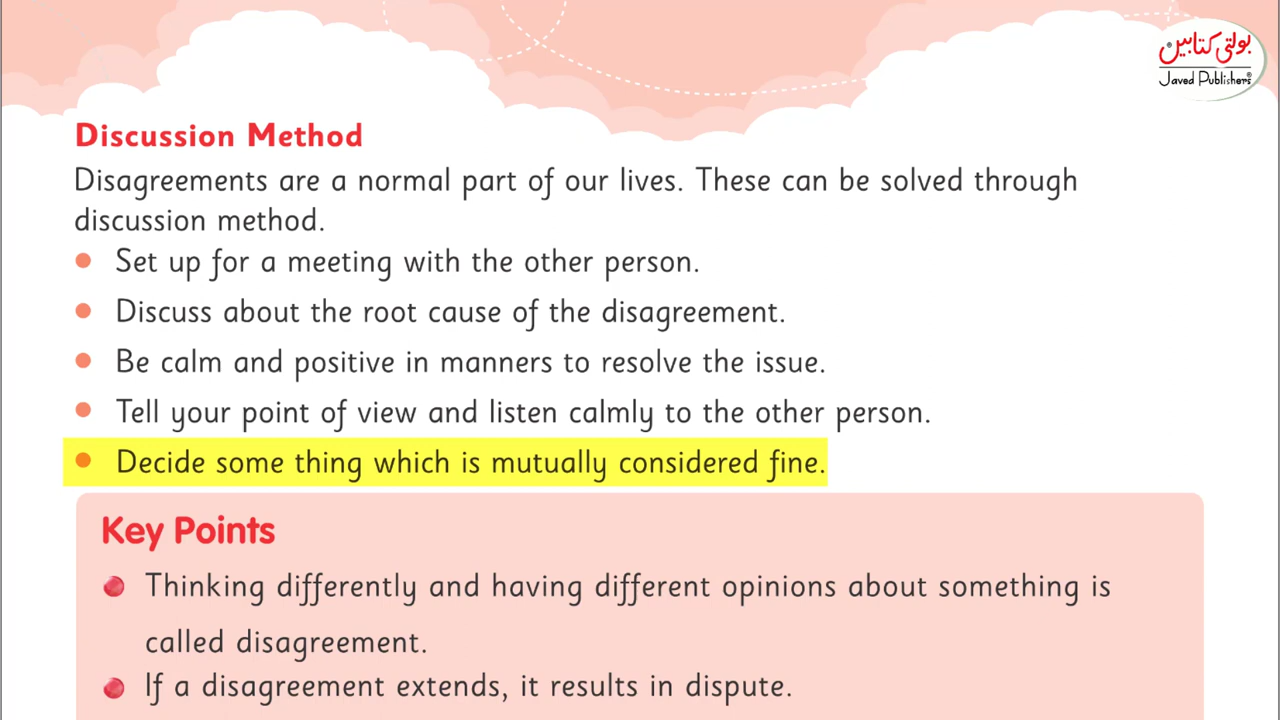 بولتی کتابیں
Javed Publishers®
Discussion Method
Disagreements are a normal part of our lives. These can be solved through
discussion method.
Set up for a meeting with the other person.
Discuss about the root cause of the disagreement.
Be calm and positive in manners to resolve the issue.
Tell your point of view and listen calmly to the other person.
Decide some thing which is mutually considered fine.
Key Points
Thinking differently and having different opinions about something is
called disagreement.
If a disagreement extends, it results in dispute.